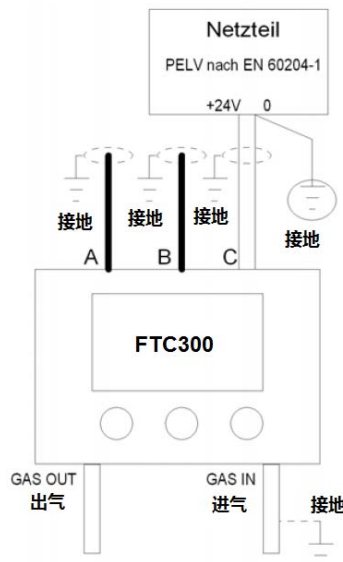 Netzteil
PELV nach EN 60204-1
+24V 0
接地 接地 接地 接地
A B C
FTC300
GAS OUT GAS IN
出气 进气 接地